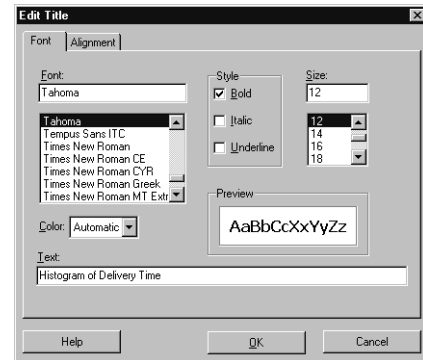 Edit Title
Font
Alignment
Font:
Tahoma
Tahoma
Tempus Sans ITC
Times New Roman
Times New Roman CE
Times New Roman CYR
Times New Roman Greek
Times New Roman MT Extr
Style
Bold
Italic
Underline
Size:
12
12
14
16
18
Color: Automatic
Preview
AaBbCcXxYyZz
Text:
Histogram of Delivery Time
Help
OK
Cancel